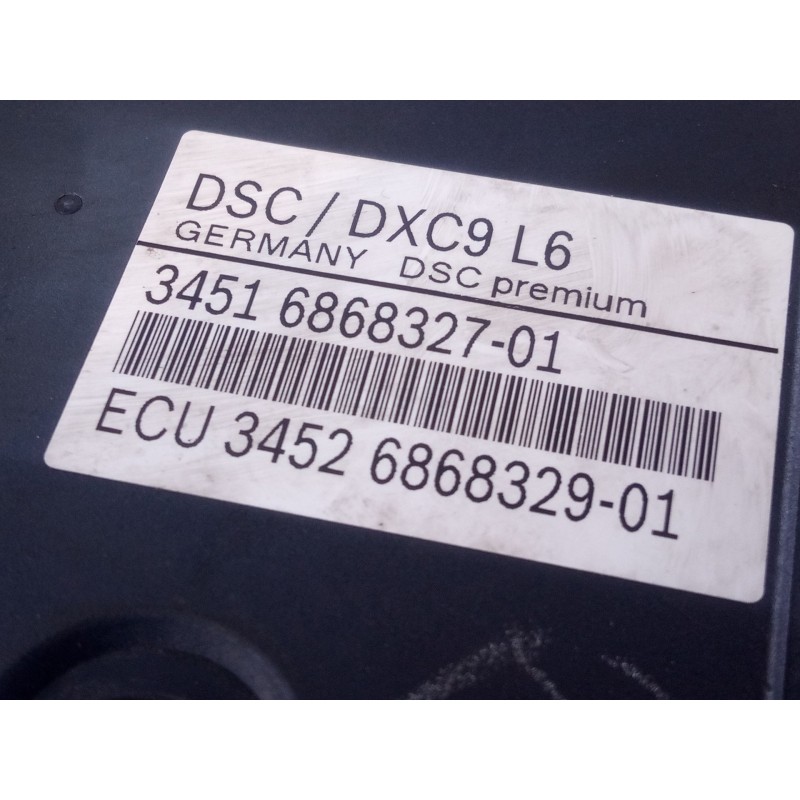 DSC / DXC9 L6
GERMANY DSC premium
3451 6868327-01
ECU 3452 6868329-01